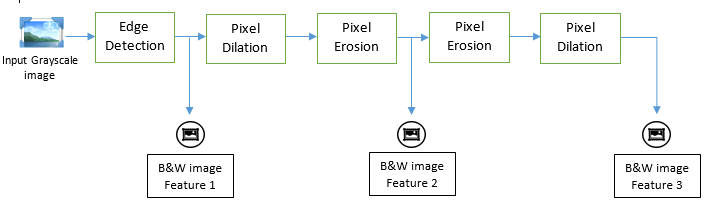 Input Grayscale
image
Edge
Detection
Pixel
Dilation
Pixel
Erosion
Pixel
Erosion
Pixel
Dilation
B&W image
Feature 1
B&W image
Feature 2
B&W image
Feature 3